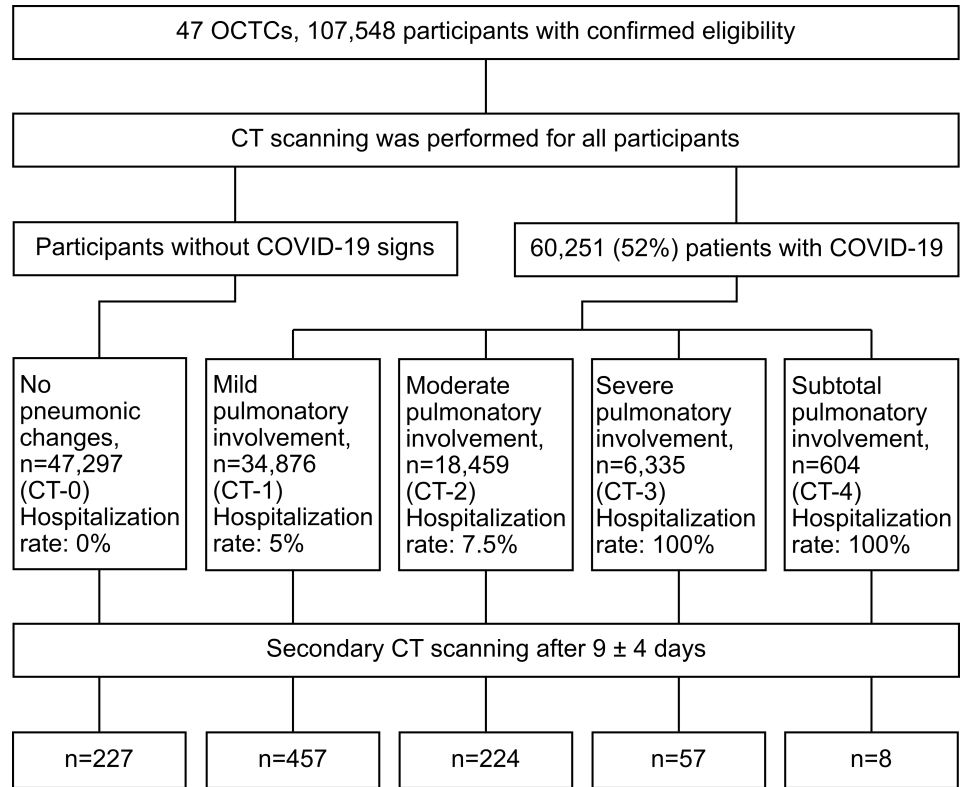 47 OCTCs, 107,548 participants with confirmed eligibility
CT scanning was performed for all participants
Participants without COVID-19 signs
60,251 (52%) patients with COVID-19
No
pneumonic
changes,
n=47,297
(CT-0)
Hospitalization
rate: 0%
Mild
pulmonatory
involvement,
n=34,876
(CT-1)
Hospitalization
rate: 5%
Moderate
pulmonatory
involvement,
n=18,459
(CT-2)
Hospitalization
rate: 7.5%
Severe
pulmonatory
involvement,
n=6,335
(CT-3)
Hospitalization
rate: 100%
Subtotal
pulmonatory
involvement,
n=604
(CT-4)
Hospitalization
rate: 100%
Secondary CT scanning after 9 ± 4 days
n=227
n=457
n=224
n=57
n=8